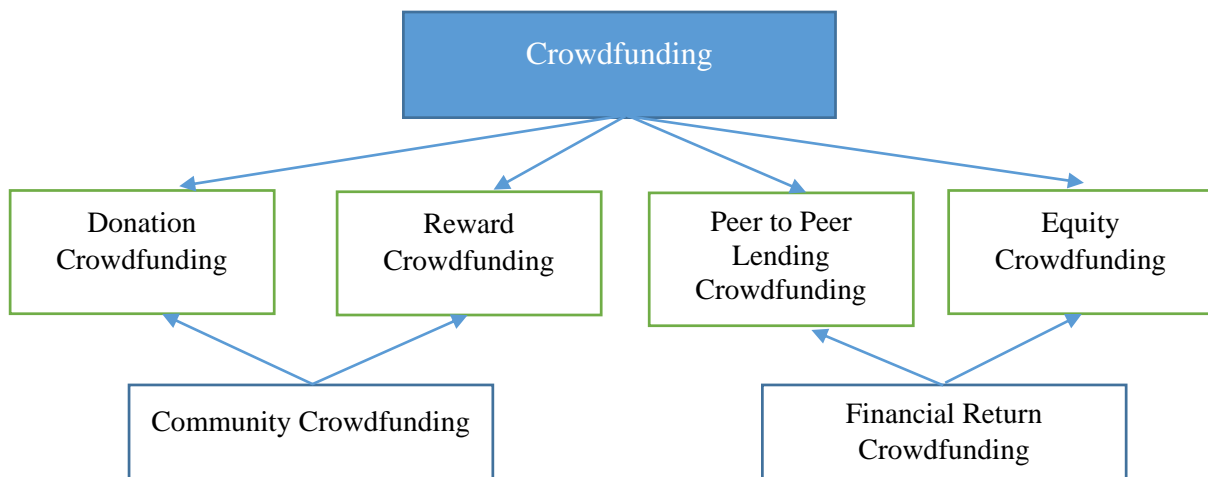 Crowdfunding
Donation
Crowdfunding
Reward
Crowdfunding
Peer to Peer
Lending
Crowdfunding
Equity
Crowdfunding
Community Crowdfunding
Financial Return
Crowdfunding